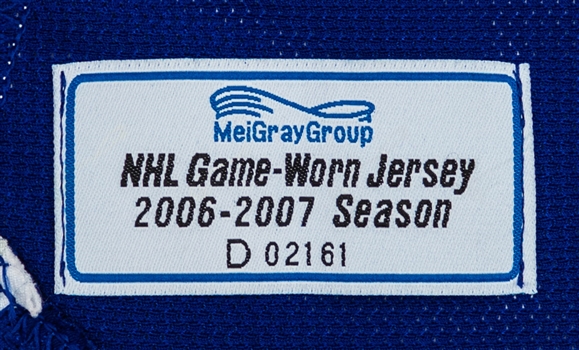 MeiGrayGroup
NHL Game-Worn Jersey
2006-2007 Season
D 02161